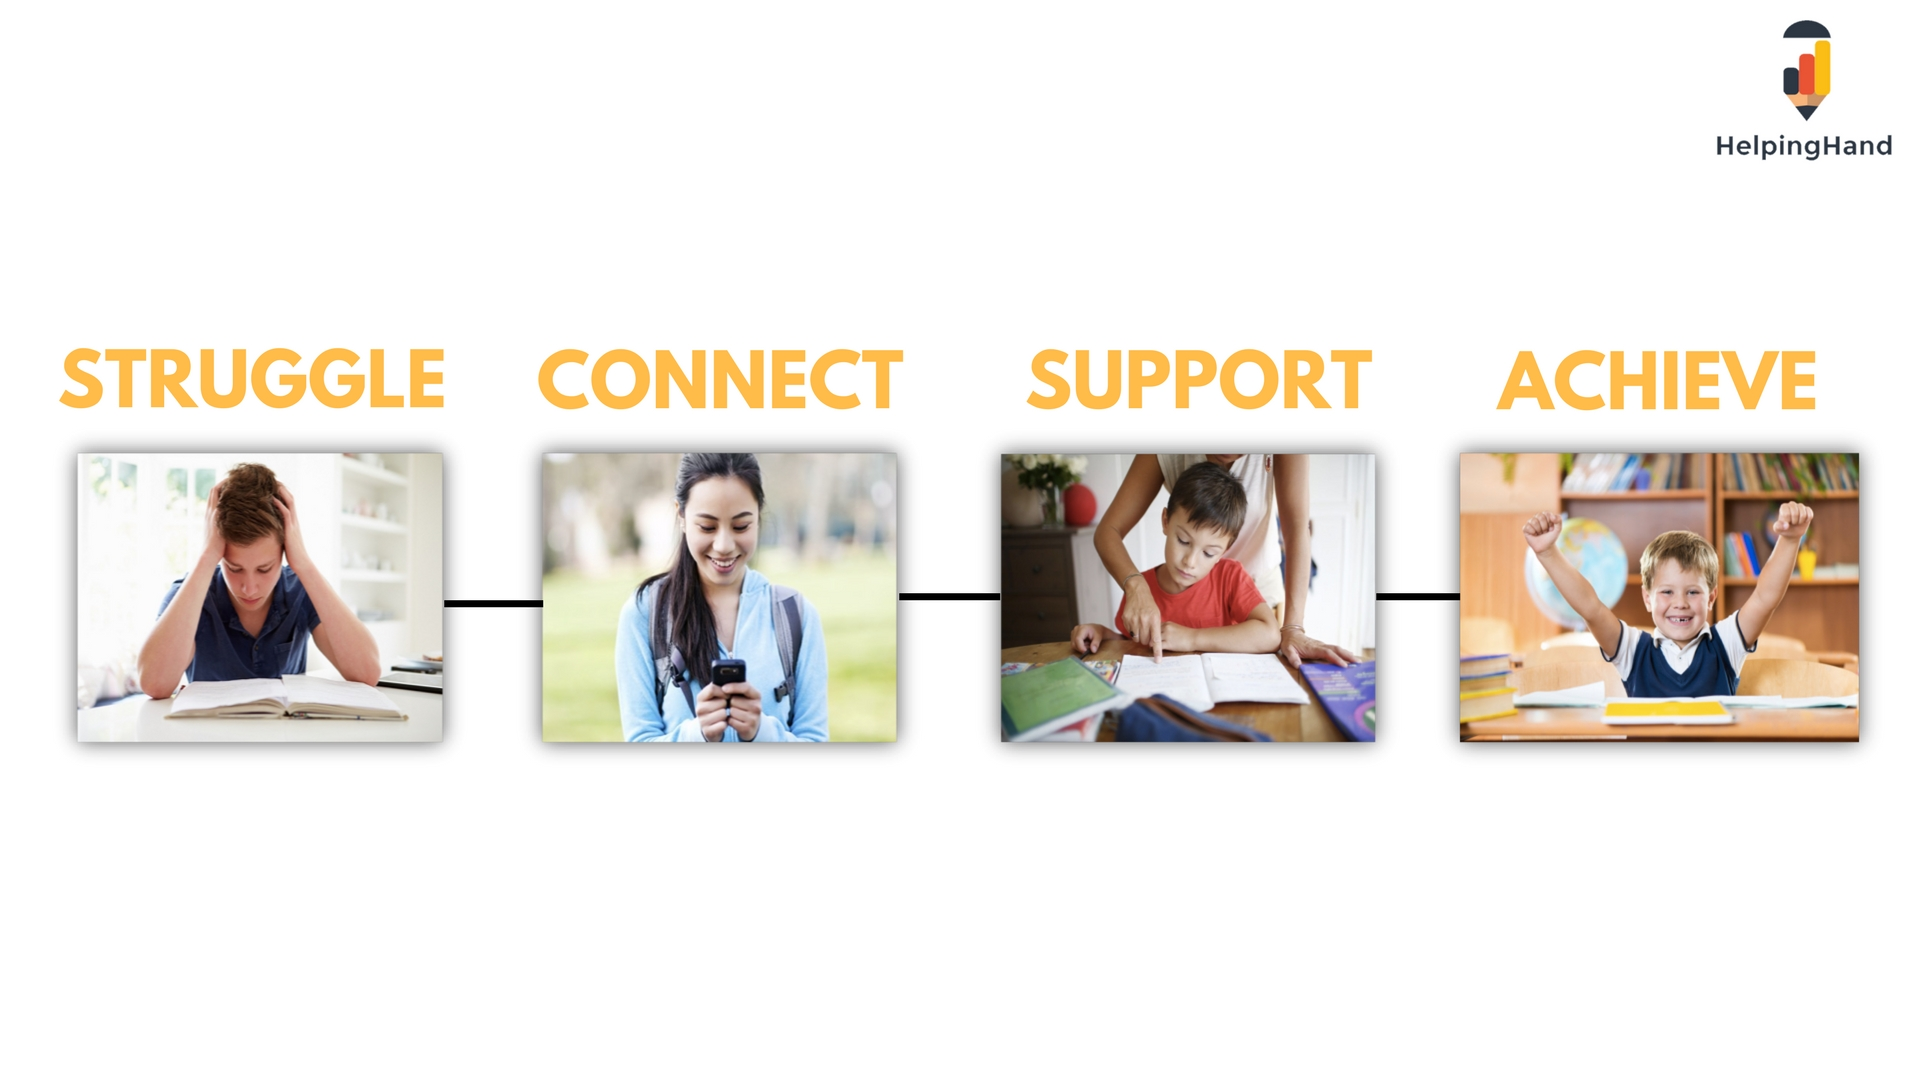 HelpingHand
STRUGGLE
CONNECT
SUPPORT
ACHIEVE